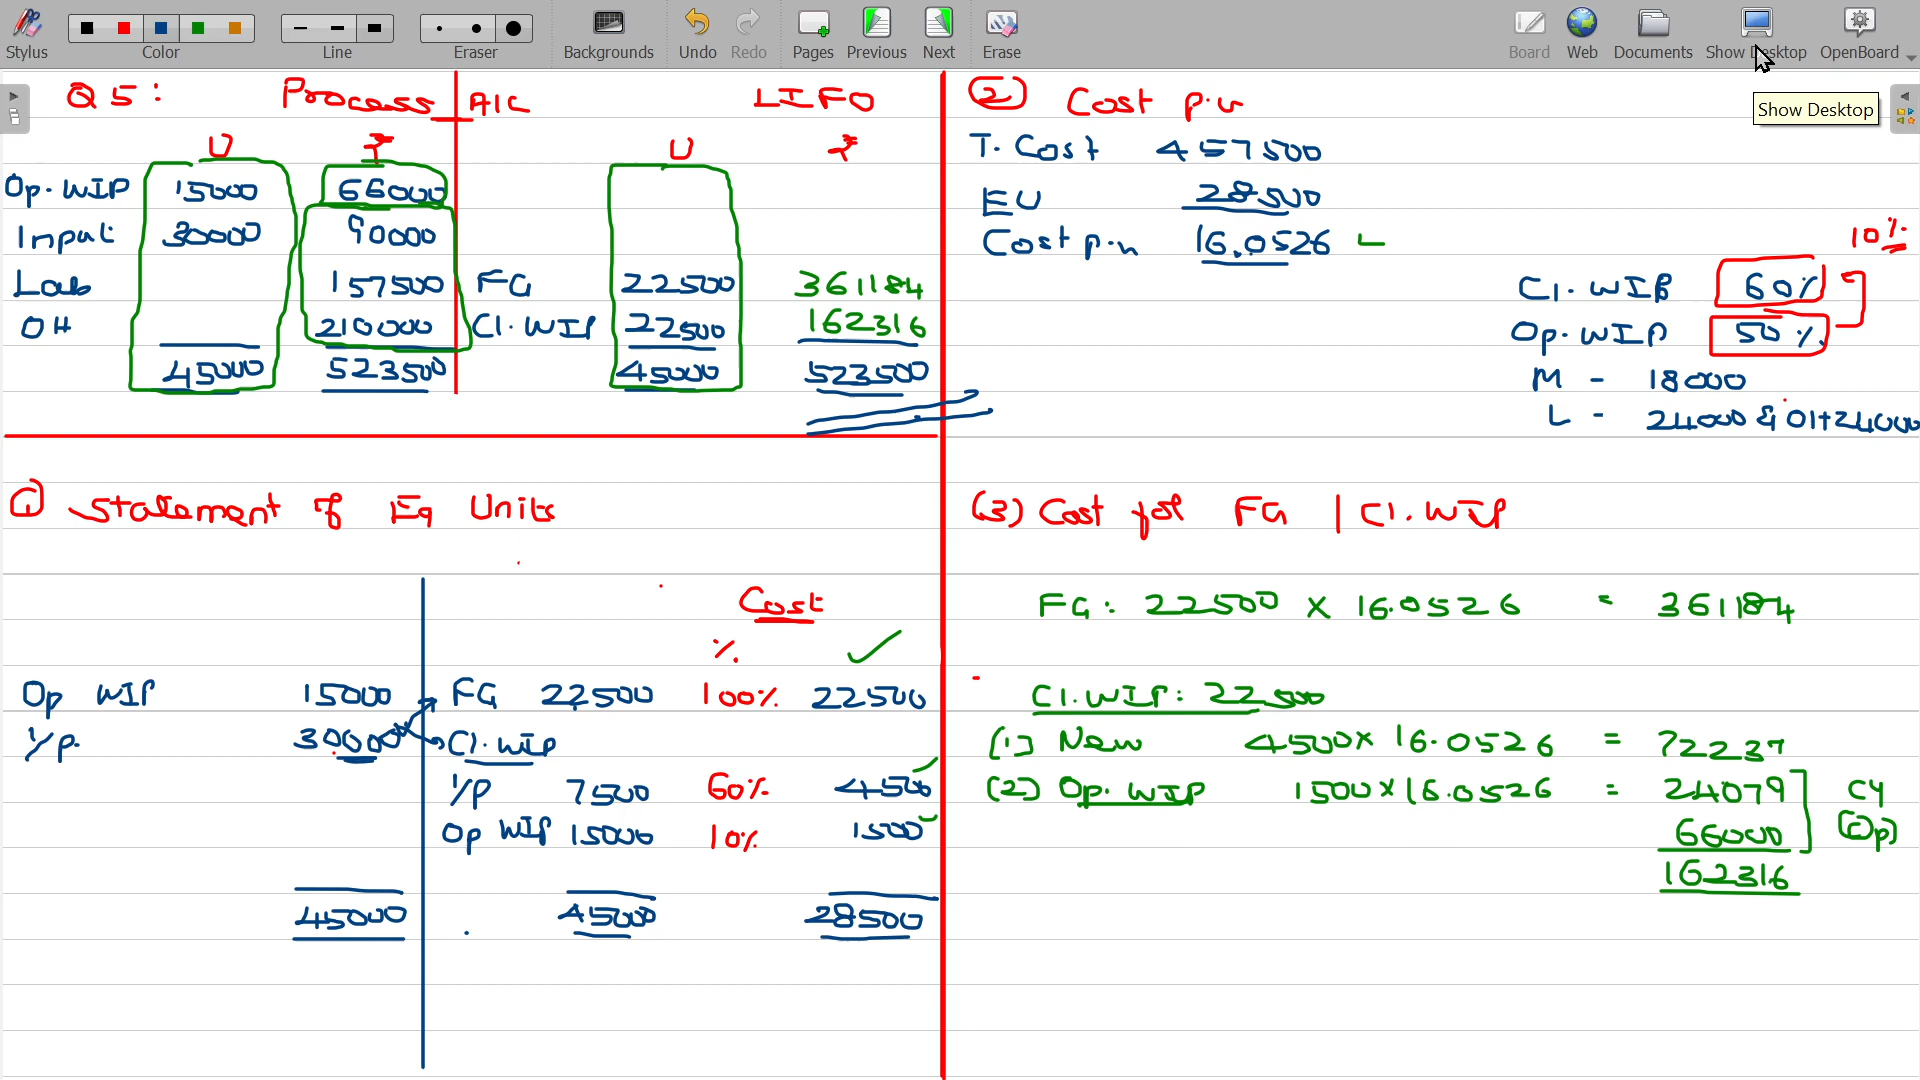 Stylus Color Line Eraser Backgrounds Undo Redo Pages Previous Next Erase Board Web Documents Show Desktop OpenBoard
Show Desktop
Q 5 : Process A/C LIFO
U ₹ U ₹
Op. WIP 15000 66000
Input 30000 90000
Lab 157500 FG 22500 361184
OH 210000 Cl. WIP 22500 162316
45000 523500 45000 523500
② Cost p.u
T. Cost 457500
EU 28500
Cost p.u 16.0526
10%
Cl. WIP 60%
Op. WIP 50%
M - 18000
L - 24000 & OH 24000
① Statement of Eq Units
Cost
%
Op WIP 15000 FG 22500 100% 22500
I/p. 30000 Cl. WIP
I/P 7500 60% 4500
Op WIP 15000 10% 1500
45000 45000 28500
(3) Cost for FG | Cl. WIP
FG : 22500 x 16.0526 = 361184
Cl. WIP : 22500
(1) New 4500 x 16.0526 = 72237
(2) Op. WIP 1500 x 16.0526 = 24079 CY
66000 (Op)
162316